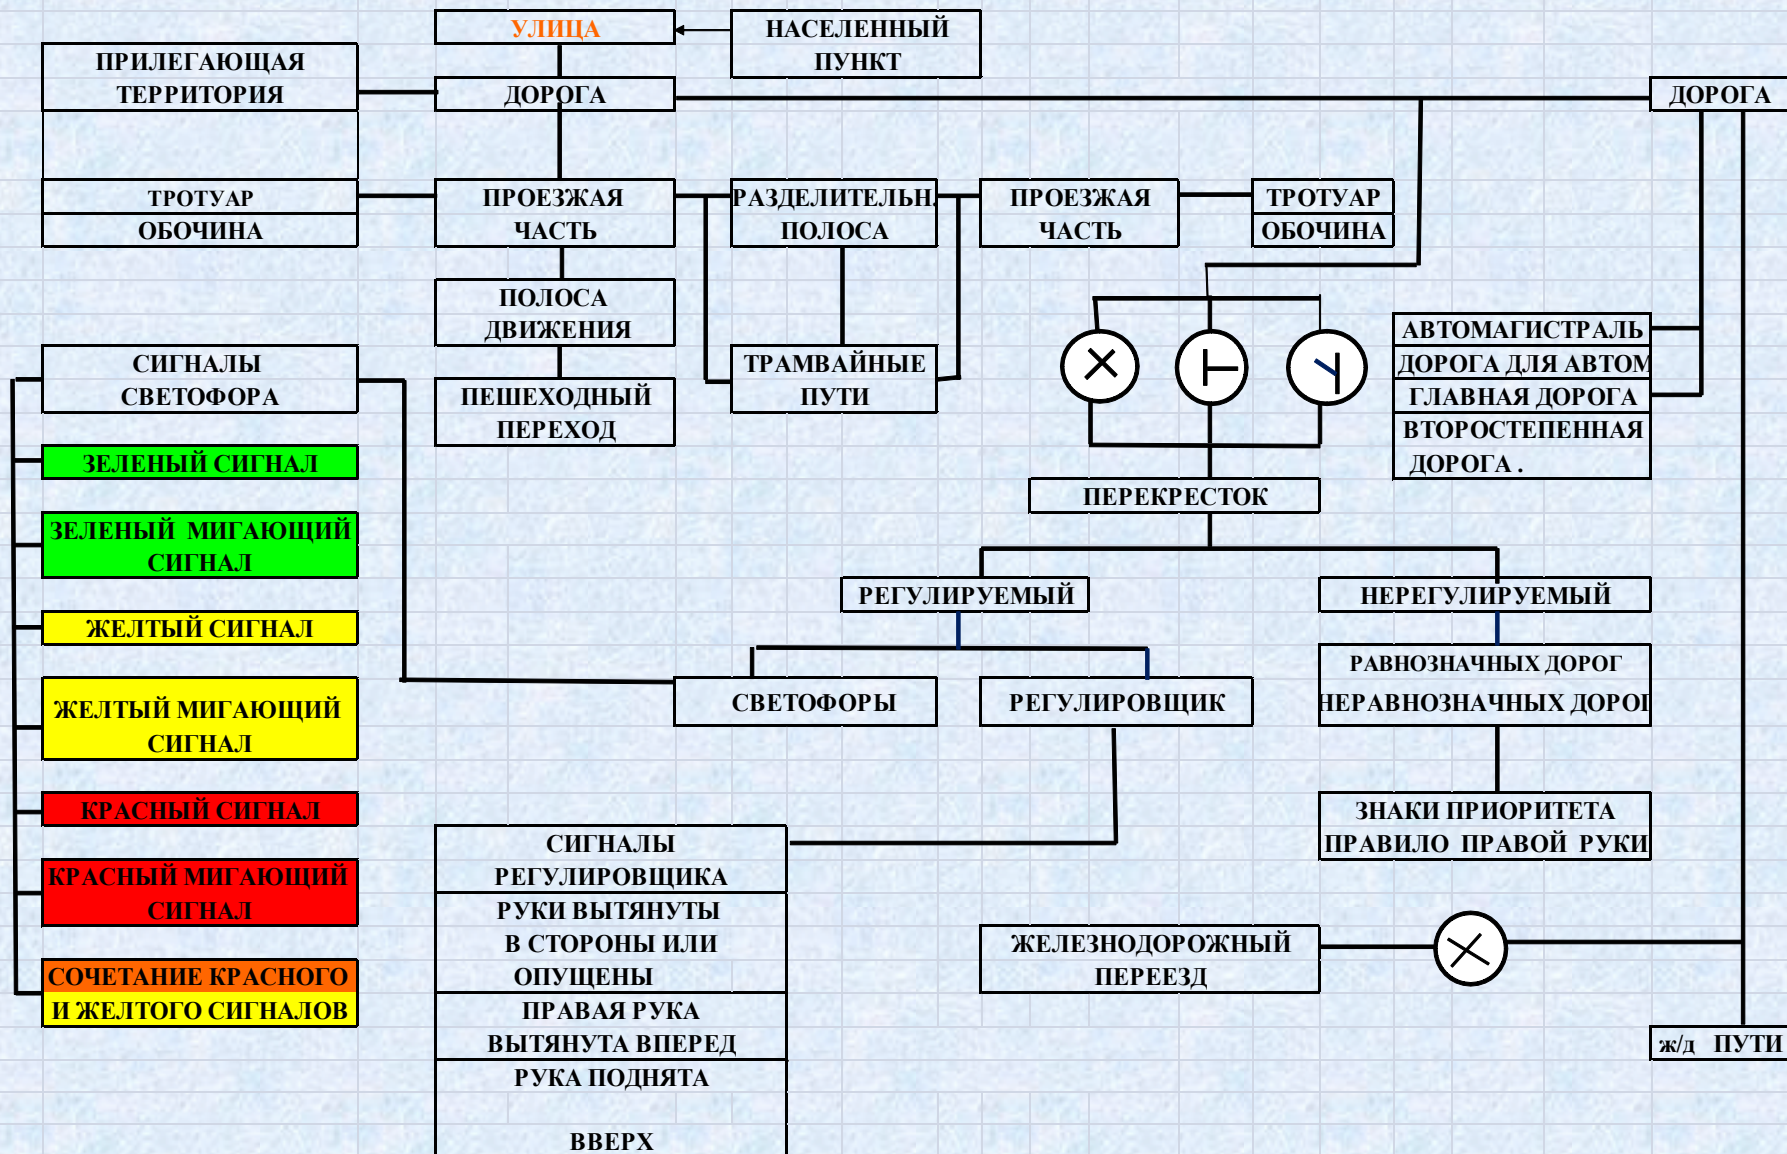 УЛИЦА
НАСЕЛЕННЫЙ
ПУНКТ
ПРИЛЕГАЮЩАЯ
ТЕРРИТОРИЯ
ДОРОГА
ДОРОГА
ТРОТУАР
ОБОЧИНА
ПРОЕЗЖАЯ
ЧАСТЬ
РАЗДЕЛИТЕЛЬН.
ПОЛОСА
ПРОЕЗЖАЯ
ЧАСТЬ
ТРОТУАР
ОБОЧИНА
ПОЛОСА
ДВИЖЕНИЯ
ПЕШЕХОДНЫЙ
ПЕРЕХОД
ТРАМВАЙНЫЕ
ПУТИ
АВТОМАГИСТРАЛЬ
ДОРОГА ДЛЯ АВТОМ
ГЛАВНАЯ ДОРОГА
ВТОРОСТЕПЕННАЯ
ДОРОГА .
СИГНАЛЫ
СВЕТОФОРА
ЗЕЛЕНЫЙ СИГНАЛ
ЗЕЛЕНЫЙ МИГАЮЩИЙ
СИГНАЛ
ЖЕЛТЫЙ СИГНАЛ
ЖЕЛТЫЙ МИГАЮЩИЙ
СИГНАЛ
КРАСНЫЙ СИГНАЛ
КРАСНЫЙ МИГАЮЩИЙ
СИГНАЛ
СОЧЕТАНИЕ КРАСНОГО
И ЖЕЛТОГО СИГНАЛОВ
ПЕРЕКРЕСТОК
РЕГУЛИРУЕМЫЙ
НЕРЕГУЛИРУЕМЫЙ
РАВНОЗНАЧНЫХ ДОРОГ
НЕРАВНОЗНАЧНЫХ ДОРОГ
СВЕТОФОРЫ
РЕГУЛИРОВЩИК
ЗНАКИ ПРИОРИТЕТА
ПРАВИЛО ПРАВОЙ РУКИ
СИГНАЛЫ
РЕГУЛИРОВЩИКА
РУКИ ВЫТЯНУТЫ
В СТОРОНЫ ИЛИ
ОПУЩЕНЫ
ПРАВАЯ РУКА
ВЫТЯНУТА ВПЕРЕД
РУКА ПОДНЯТА
ВВЕРХ
ЖЕЛЕЗНОДОРОЖНЫЙ
ПЕРЕЕЗД
ж/д ПУТИ